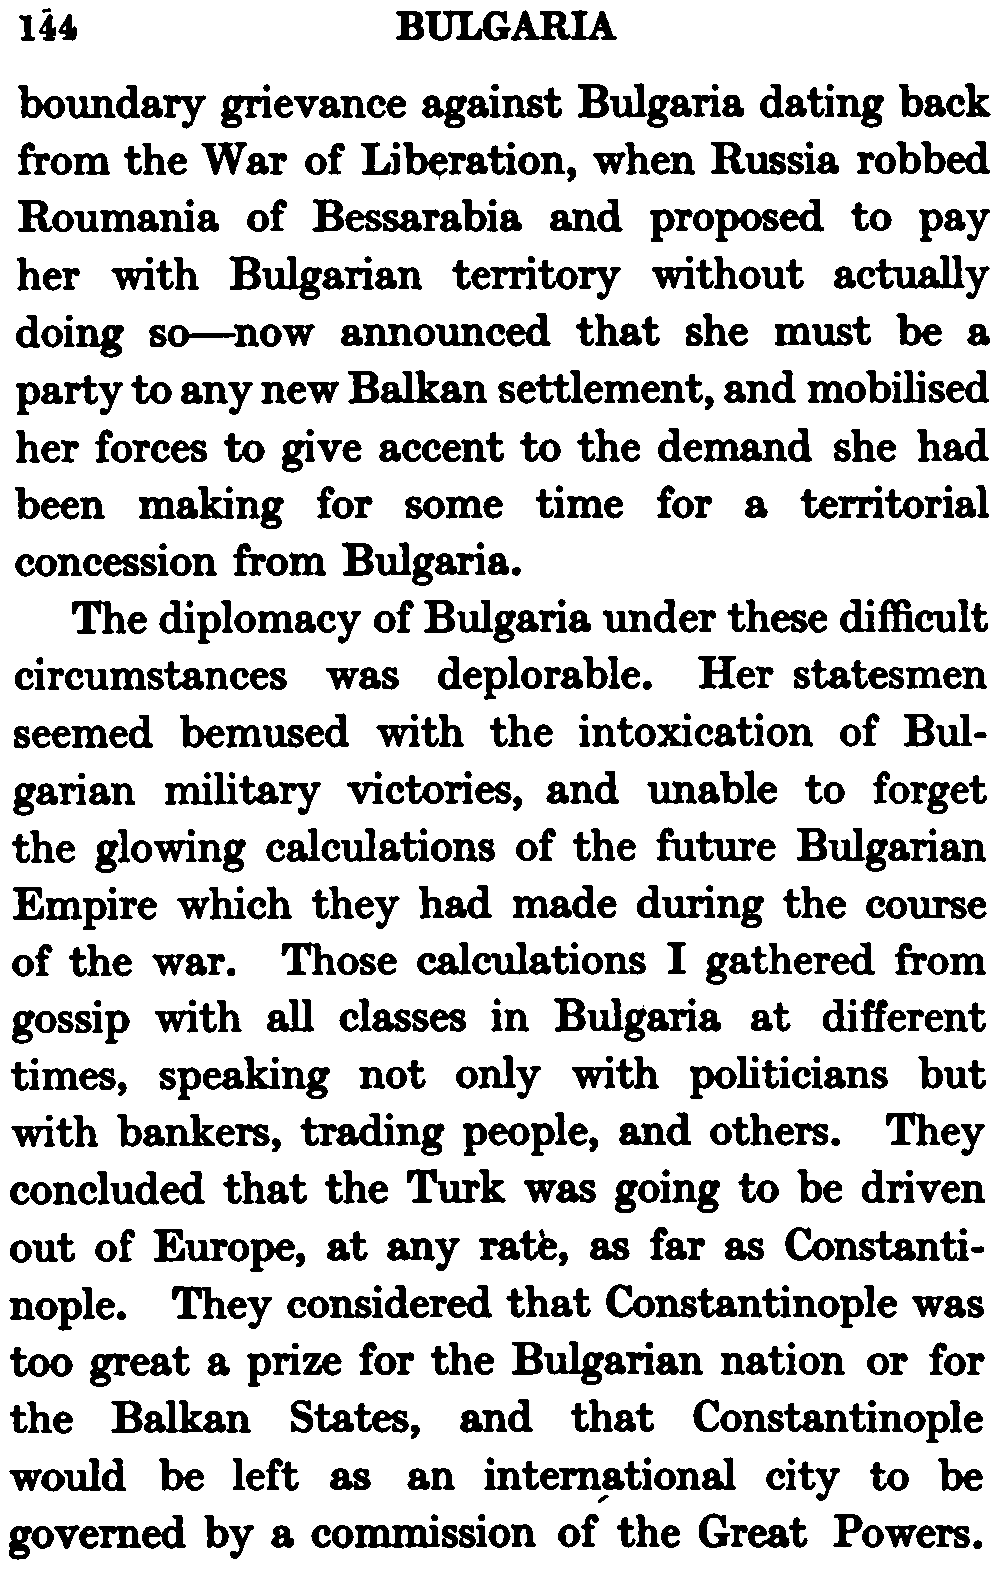 144 BULGARIA
boundary grievance against Bulgaria dating back
from the War of Liberation, when Russia robbed
Roumania of Bessarabia and proposed to pay
her with Bulgarian territory without actually
doing so—now announced that she must be a
party to any new Balkan settlement, and mobilised
her forces to give accent to the demand she had
been making for some time for a territorial
concession from Bulgaria.
The diplomacy of Bulgaria under these difficult
circumstances was deplorable. Her statesmen
seemed bemused with the intoxication of Bul-
garian military victories, and unable to forget
the glowing calculations of the future Bulgarian
Empire which they had made during the course
of the war. Those calculations I gathered from
gossip with all classes in Bulgaria at different
times, speaking not only with politicians but
with bankers, trading people, and others. They
concluded that the Turk was going to be driven
out of Europe, at any rate, as far as Constanti-
nople. They considered that Constantinople was
too great a prize for the Bulgarian nation or for
the Balkan States, and that Constantinople
would be left as an international city to be
governed by a commission of the Great Powers.